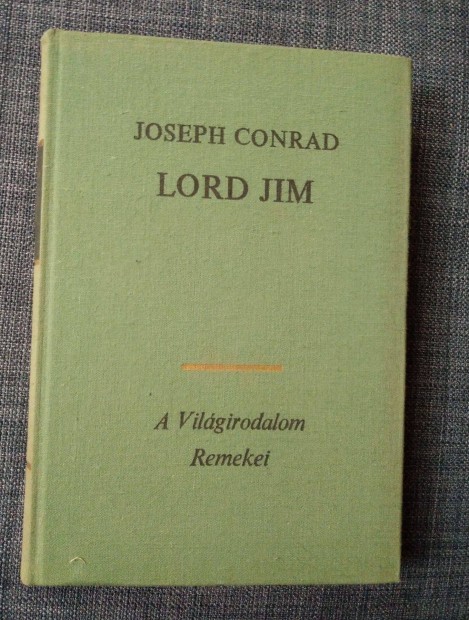 JOSEPH CONRAD
LORD JIM
A Világirodalom
Remekei